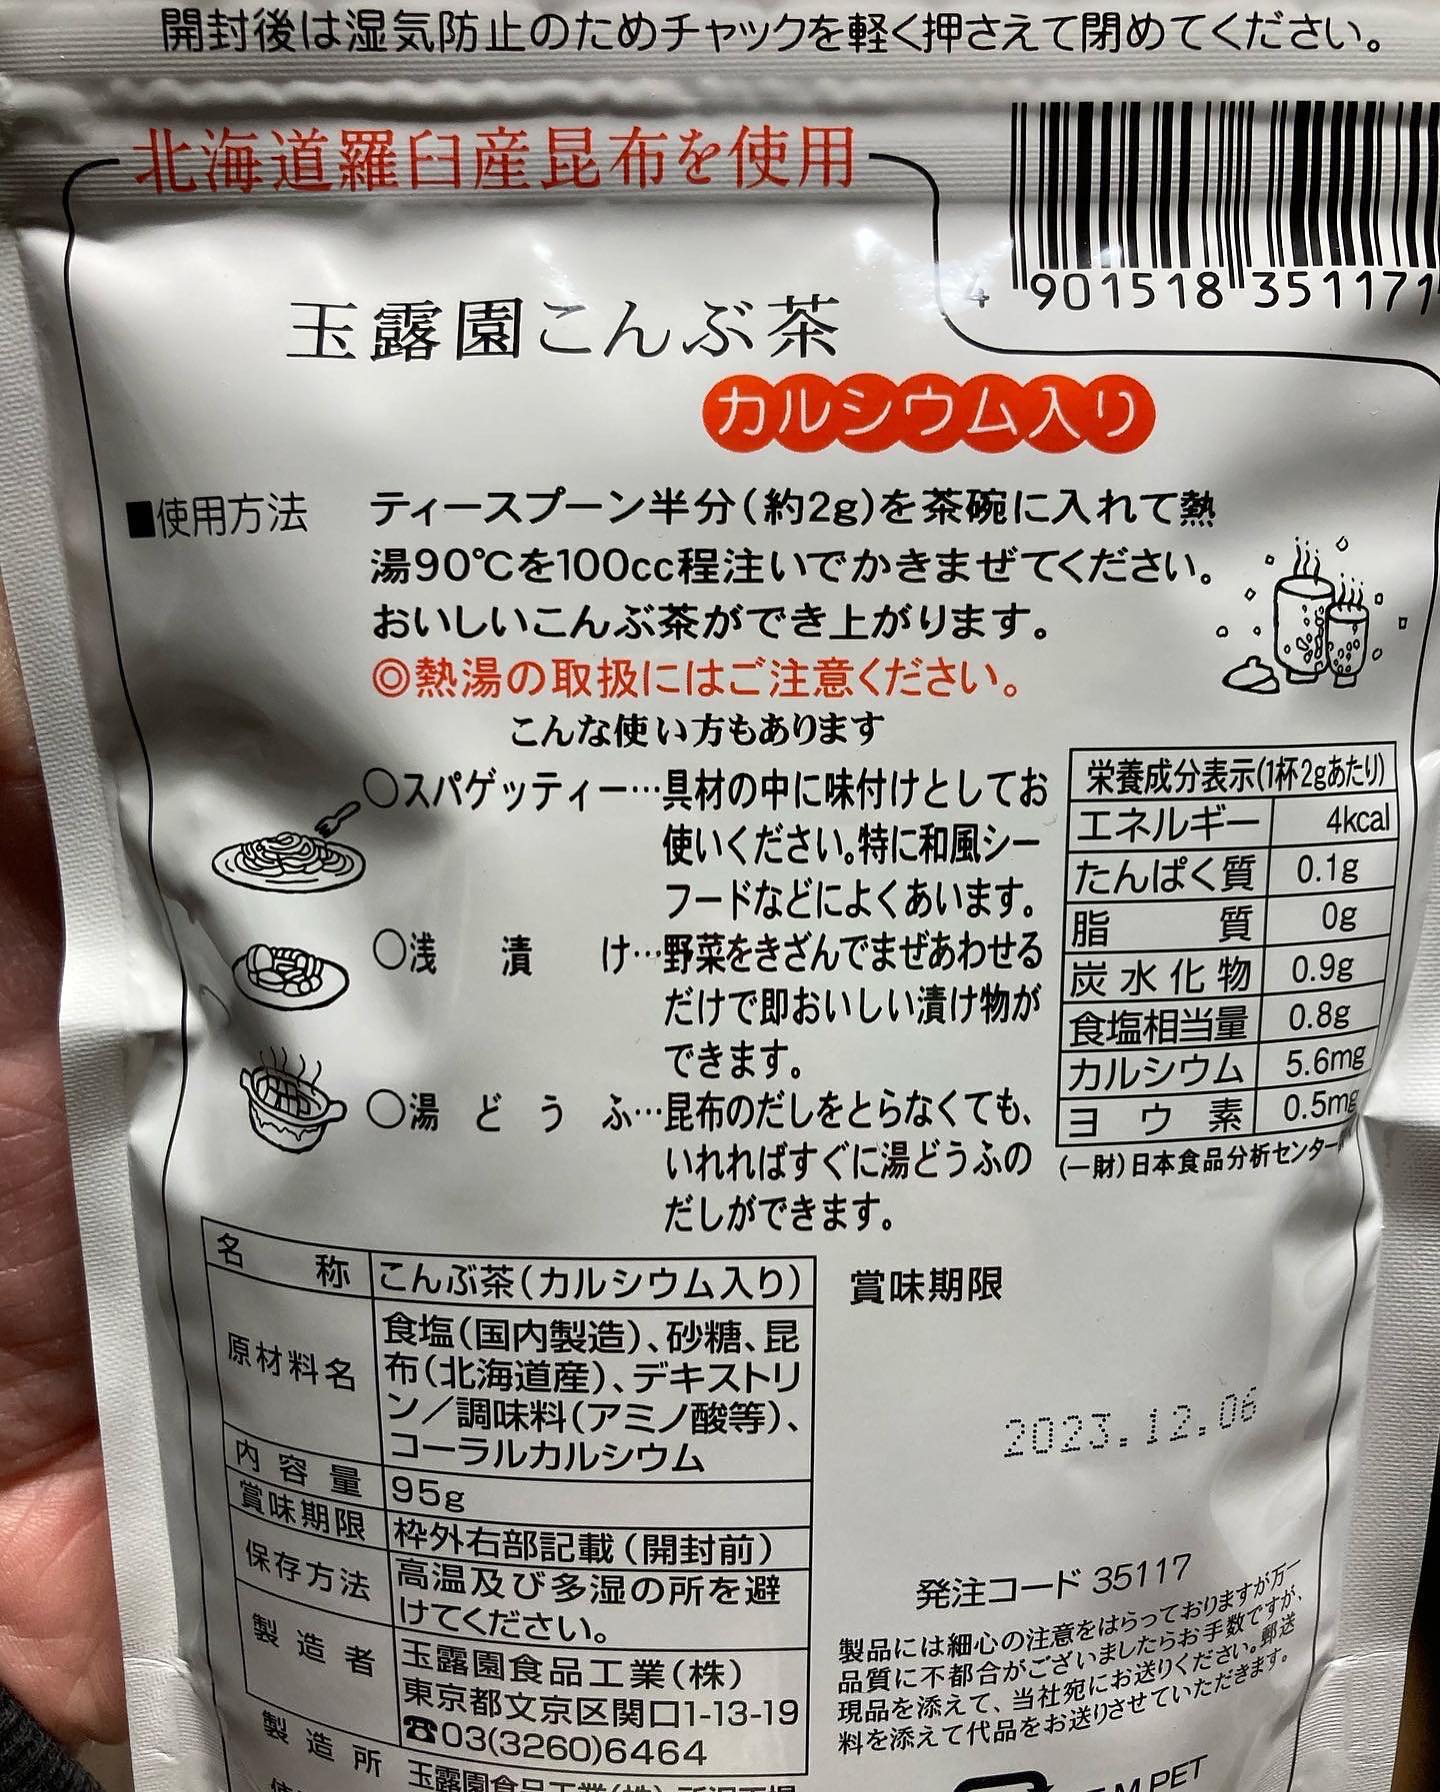 開封後は湿気防止のためチャックを軽く押さえて閉めてください。
北海道羅臼産昆布を使用
4 901518 351171
玉露園こんぶ茶
カルシウム入り
■使用方法 ティースプーン半分(約2g)を茶碗に入れて熱
湯90℃を100cc程注いでかきまぜてください。
おいしいこんぶ茶ができ上がります。
◎熱湯の取扱にはご注意ください。
こんな使い方もあります
○スパゲッティー…具材の中に味付けとしてお
使いください。特に和風シー
フードなどによくあいます。
○浅漬け…野菜をきざんでまぜあわせる
だけで即おいしい漬け物が
できます。
○湯どうふ…昆布のだしをとらなくても、
いれればすぐに湯どうふの
だしができます。
栄養成分表示(1杯2gあたり)
エネルギー 4kcal
たんぱく質 0.1g
脂質 0g
炭水化物 0.9g
食塩相当量 0.8g
カルシウム 5.6mg
ヨウ素 0.5mg
(一財)日本食品分析センター
名称 こんぶ茶(カルシウム入り)
原材料名 食塩(国内製造)、砂糖、昆
布(北海道産)、デキストリ
ン/調味料(アミノ酸等)、
コーラルカルシウム
内容量 95g
賞味期限 枠外右部記載(開封前)
保存方法 高温及び多湿の所を避
けてください。
製造者 玉露園食品工業(株)
東京都文京区関口1-13-19
☎03(3260)6464
製造所 玉露園食品工業(株)
賞味期限
2023.12.06
発注コード 35117
製品には細心の注意をはらっておりますが万一
品質に不都合がございましたらお手数ですが、
現品を添えて、当社宛にお送りください。郵送
料を添えて代品をお送りさせていただきます。
M,PET